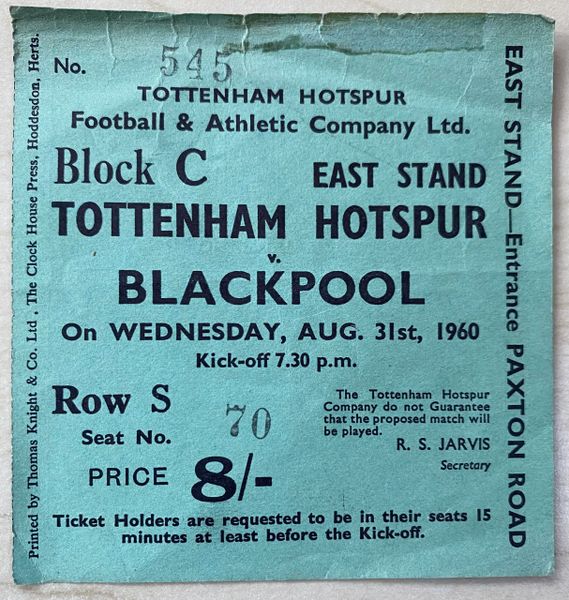 No. 545
TOTTENHAM HOTSPUR
Football & Athletic Company Ltd.
Block C EAST STAND
TOTTENHAM HOTSPUR
v.
BLACKPOOL
On WEDNESDAY, AUG. 31st, 1960
Kick-off 7.30 p.m.
Row S
Seat No. 70
PRICE 8/-
The Tottenham Hotspur
Company do not Guarantee
that the proposed match will
be played.
R. S. JARVIS
Secretary
Ticket Holders are requested to be in their seats 15
minutes at least before the Kick-off.
EAST STAND—Entrance PAXTON ROAD
Printed by Thomas Knight & Co. Ltd., The Clock House Press, Hoddesdon, Herts.